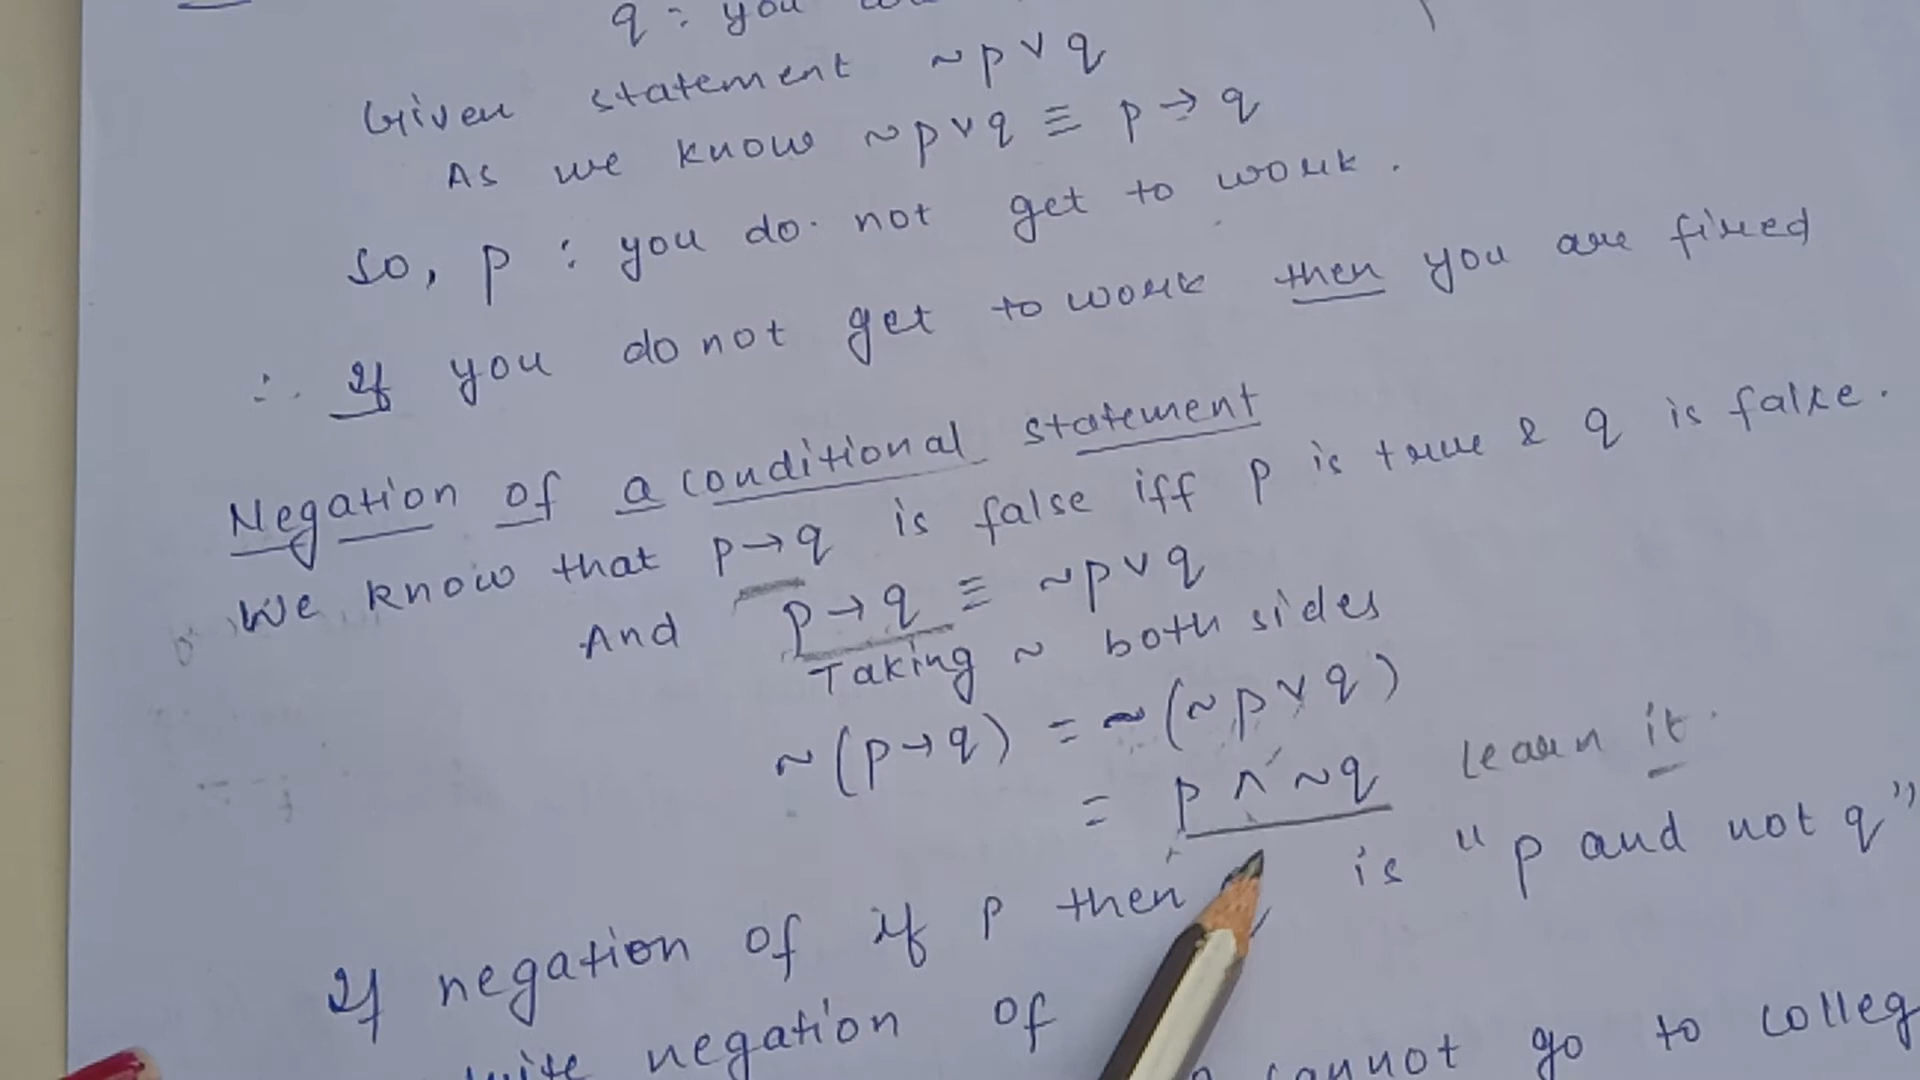 q : you
Given statement ~p∨q
As we know ~p∨q ≡ p→q
So, p : you do not get to work.
∴ If you do not get to work then you are fired
Negation of a conditional statement
We know that p→q is false iff p is true & q is false.
And p→q ≡ ~p∨q
Taking ~ both sides
~(p→q) = ~(~p∨q)
= p∧~q learn it.
If negation of if p then is "p and not q"
negation of cannot go to colleg